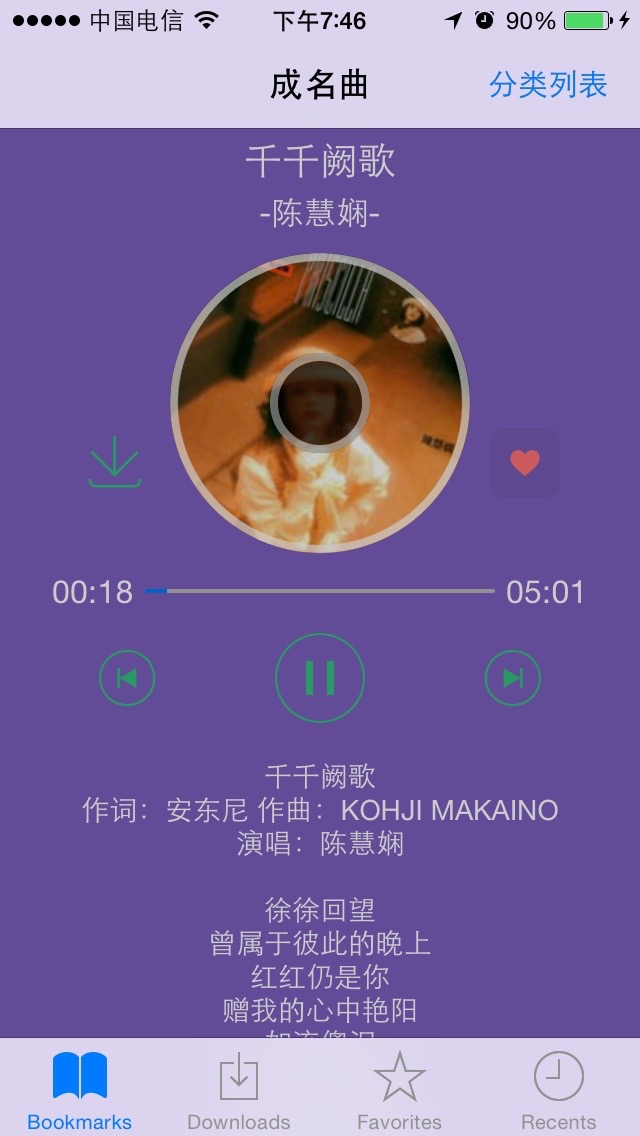 中国电信
下午7:46
90%
成名曲
分类列表
千千阙歌
-陈慧娴-
PRISCILLA
00:18
05:01
千千阙歌
作词：安东尼 作曲：KOHJI MAKAINO
演唱：陈慧娴
徐徐回望
曾属于彼此的晚上
红红仍是你
赠我的心中艳阳
Bookmarks
Downloads
Favorites
Recents